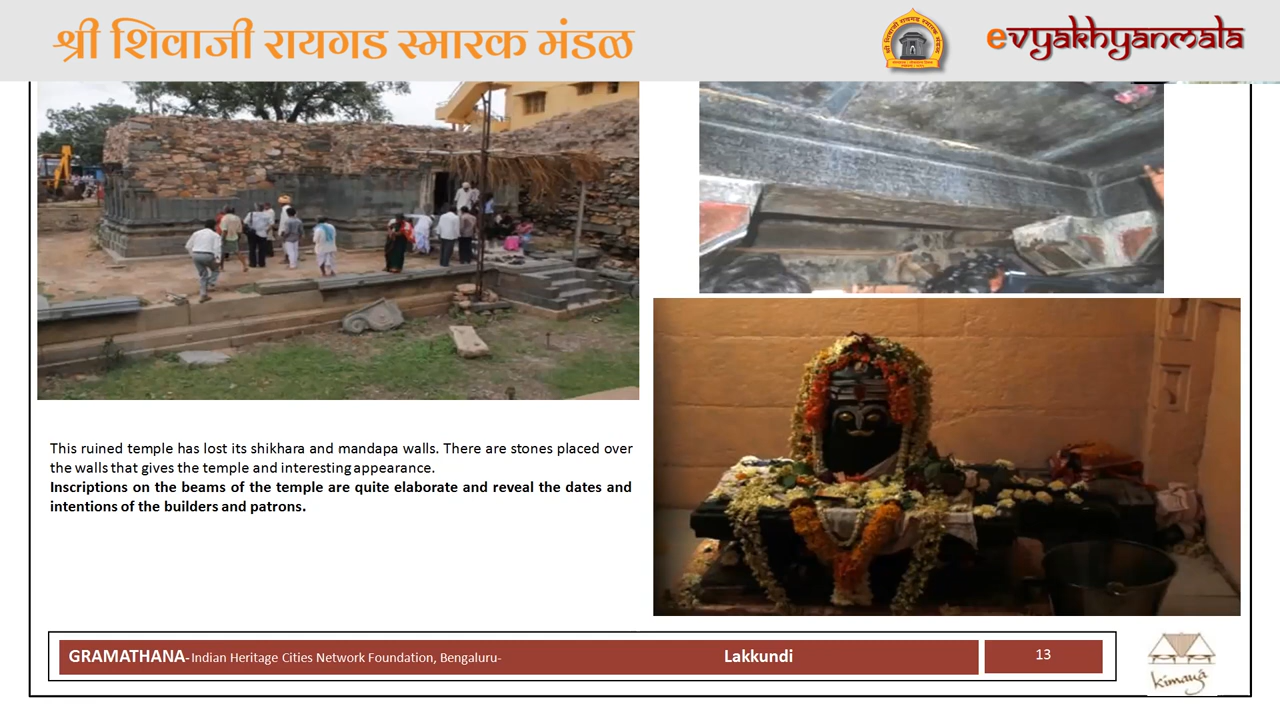 श्री शिवाजी रायगड स्मारक मंडळ
evyakhyanmala
This ruined temple has lost its shikhara and mandapa walls. There are stones placed over
the walls that gives the temple and interesting appearance.
Inscriptions on the beams of the temple are quite elaborate and reveal the dates and
intentions of the builders and patrons.
GRAMATHANA- Indian Heritage Cities Network Foundation, Bengaluru-
Lakkundi
13
kimaya